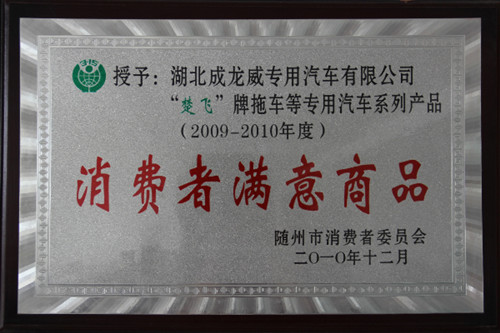 授予：湖北成龙威专用汽车有限公司
“楚飞”牌拖车等专用汽车系列产品
（2009-2010年度）
消费者满意商品
随州市消费者委员会
二〇一〇年十二月